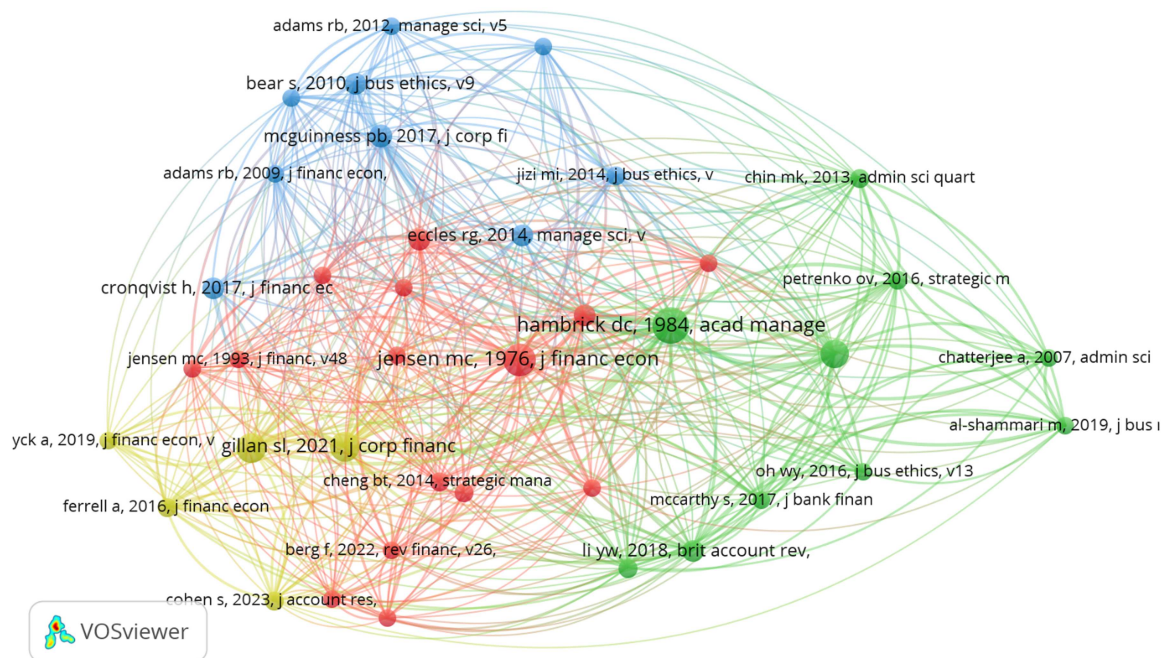 adams rb, 2012, manage sci, v5
bear s, 2010, j bus ethics, v9
mcguinness pb, 2017, j corp fi
adams rb, 2009, j financ econ,
jizi mi, 2014, j bus ethics, v
chin mk, 2013, admin sci quart
eccles rg, 2014, manage sci, v
petrenko ov, 2016, strategic m
cronqvist h, 2017, j financ ec
hambrick dc, 1984, acad manage
jensen mc, 1993, j financ, v48
jensen mc, 1976, j financ econ
chatterjee a, 2007, admin sci
al-shammari m, 2019, j bus
yck a, 2019, j financ econ, v
gillan sl, 2021, j corp financ
oh wy, 2016, j bus ethics, v13
cheng bt, 2014, strategic mana
mccarthy s, 2017, j bank finan
ferrell a, 2016, j financ econ
berg f, 2022, rev financ, v26,
li yw, 2018, brit account rev,
cohen s, 2023, j account res,
VOSviewer